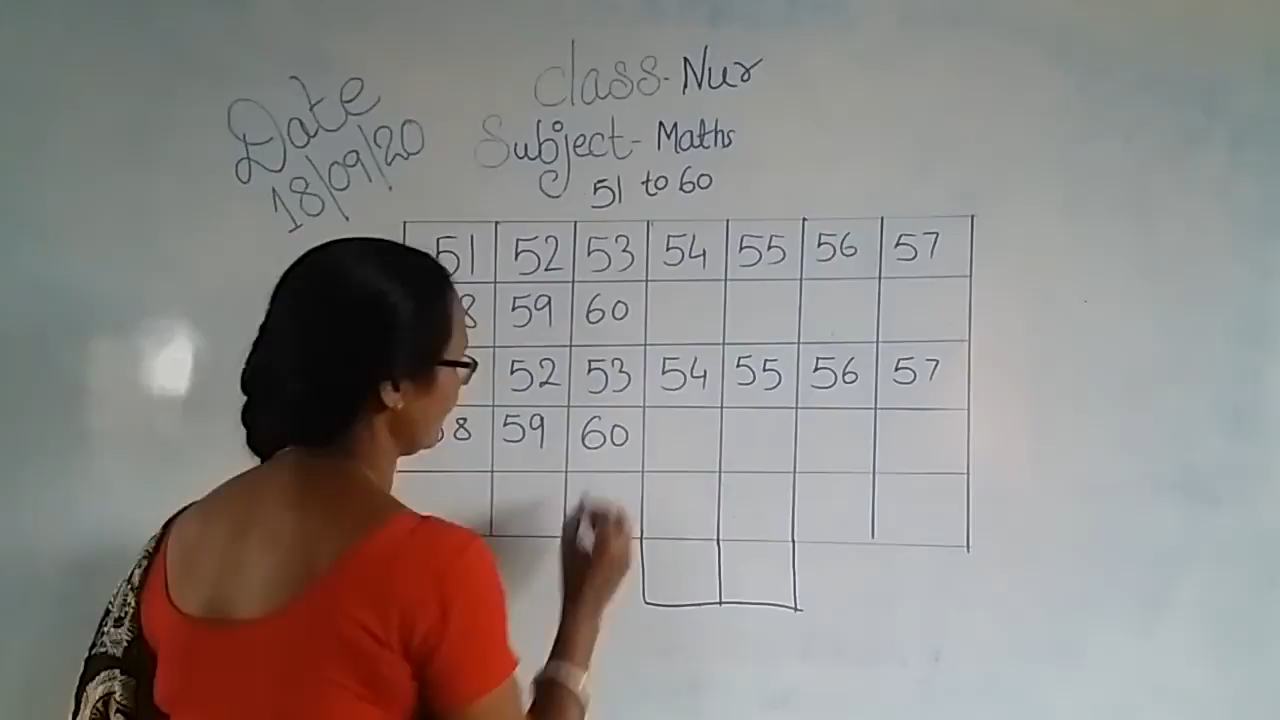 Class - Nur
Date
18/09/20
Subject - Maths
51 to 60
51 52 53 54 55 56 57
59 60
52 53 54 55 56 57
58 59 60